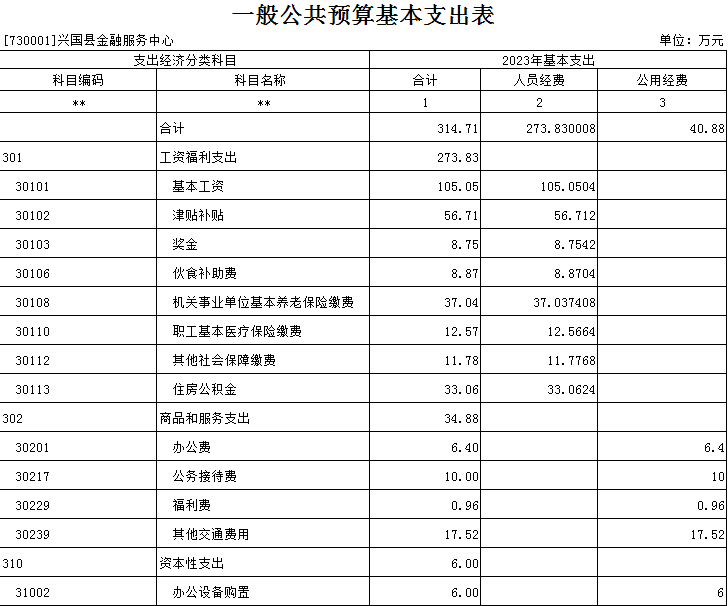 一般公共预算基本支出表
[730001]兴国县金融服务中心 单位：万元
支出经济分类科目 2023年基本支出
科目编码 科目名称 合计 人员经费 公用经费
** ** 1 2 3
合计 314.71 273.830008 40.88
301 工资福利支出 273.83
30101 基本工资 105.05 105.0504
30102 津贴补贴 56.71 56.712
30103 奖金 8.75 8.7542
30106 伙食补助费 8.87 8.8704
30108 机关事业单位基本养老保险缴费 37.04 37.037408
30110 职工基本医疗保险缴费 12.57 12.5664
30112 其他社会保障缴费 11.78 11.7768
30113 住房公积金 33.06 33.0624
302 商品和服务支出 34.88
30201 办公费 6.40 6.4
30217 公务接待费 10.00 10
30229 福利费 0.96 0.96
30239 其他交通费用 17.52 17.52
310 资本性支出 6.00
31002 办公设备购置 6.00 6